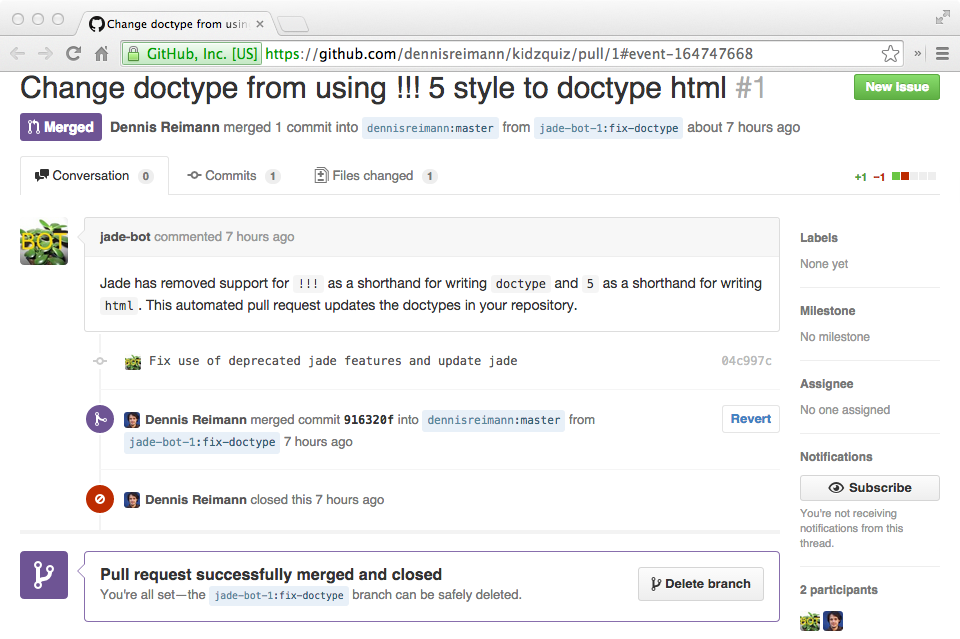 Change doctype from usin
GitHub, Inc. [US] https://github.com/dennisreimann/kidzquiz/pull/1#event-164747668
Change doctype from using !!! 5 style to doctype html #1
New issue
Merged Dennis Reimann merged 1 commit into dennisreimann:master from jade-bot-1:fix-doctype about 7 hours ago
Conversation 0 Commits 1 Files changed 1
+1 −1
BOT
jade-bot commented 7 hours ago
Jade has removed support for !!! as a shorthand for writing doctype and 5 as a shorthand for writing
html. This automated pull request updates the doctypes in your repository.
Fix use of deprecated jade features and update jade 04c997c
Dennis Reimann merged commit 916320f into dennisreimann:master from
jade-bot-1:fix-doctype 7 hours ago
Revert
Dennis Reimann closed this 7 hours ago
Pull request successfully merged and closed
You're all set—the jade-bot-1:fix-doctype branch can be safely deleted.
Delete branch
Labels
None yet
Milestone
No milestone
Assignee
No one assigned
Notifications
Subscribe
You're not receiving
notifications from this
thread.
2 participants
BOT